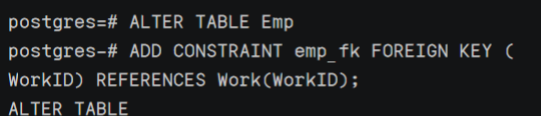 postgres=# ALTER TABLE Emp
postgres-# ADD CONSTRAINT emp_fk FOREIGN KEY (
WorkID) REFERENCES Work(WorkID);
ALTER TABLE